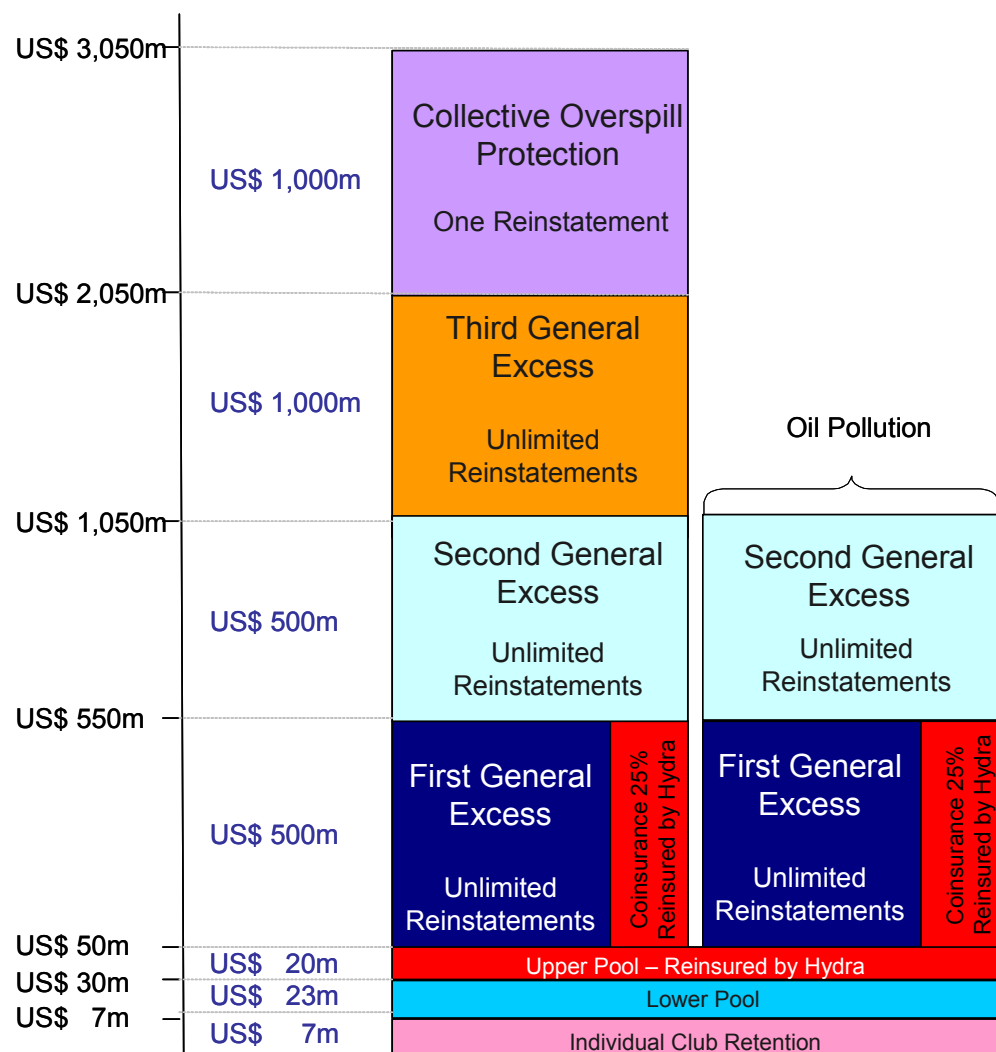 US$ 3,050m
Collective Overspill
Protection
US$ 1,000m
One Reinstatement
US$ 2,050m
Third General
Excess
US$ 1,000m
Unlimited
Reinstatements
Oil Pollution
US$ 1,050m
Second General
Excess
Second General
Excess
US$ 500m
Unlimited
Reinstatements
Unlimited
Reinstatements
US$ 550m
First General
Excess
Coinsurance 25%
Reinsured by Hydra
First General
Excess
Coinsurance 25%
Reinsured by Hydra
US$ 500m
Unlimited
Reinstatements
Unlimited
Reinstatements
US$ 50m
US$ 20m
Upper Pool – Reinsured by Hydra
US$ 30m
US$ 23m
Lower Pool
US$ 7m
US$ 7m
Individual Club Retention